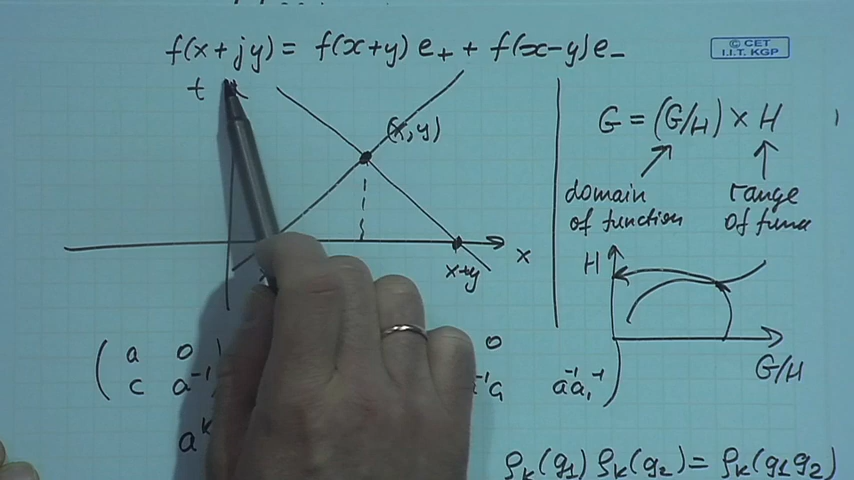 f(x+jy) = f(x+y) e₊ + f(x−y) e₋
© CET
I.I.T. KGP
t x
(x,y)
x
x+y
G = (G/H) × H
domain
of function
range
of
H
G/H
( a 0
c a⁻¹
0
a⁻¹a₁⁻¹ )
aᵏ
ρₖ(g₁) ρₖ(g₂) = ρₖ(g₁g₂)